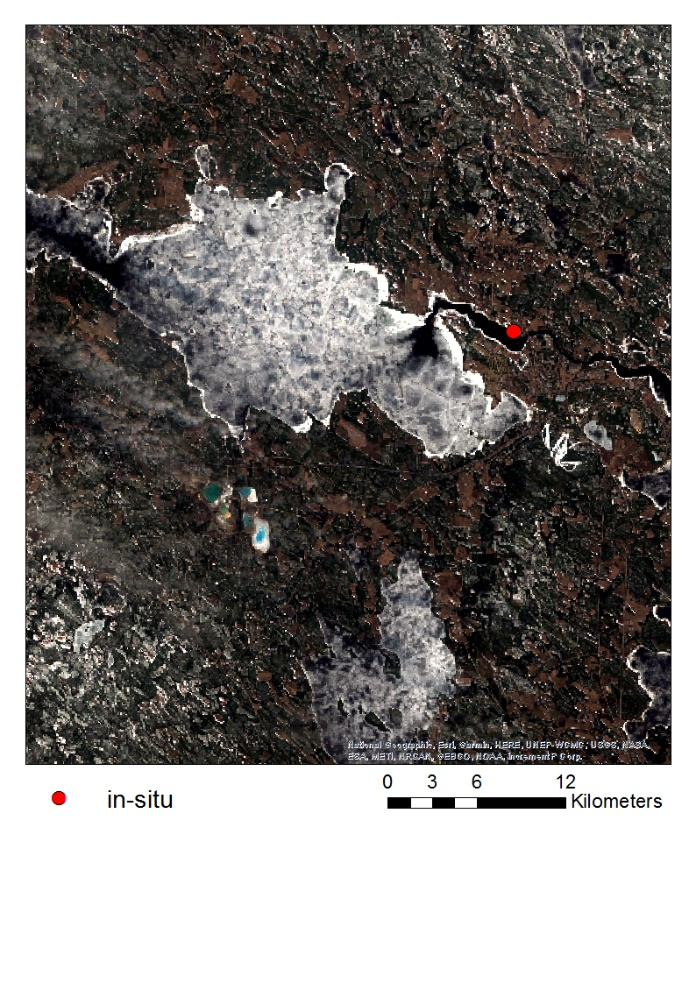 National Geographic, Esri, Garmin, HERE, UNEP-WCMC, USGS, NASA,
ESA, METI, NRCAN, GEBCO, NOAA, increment P Corp.
0 3 6 12
Kilometers
in-situ